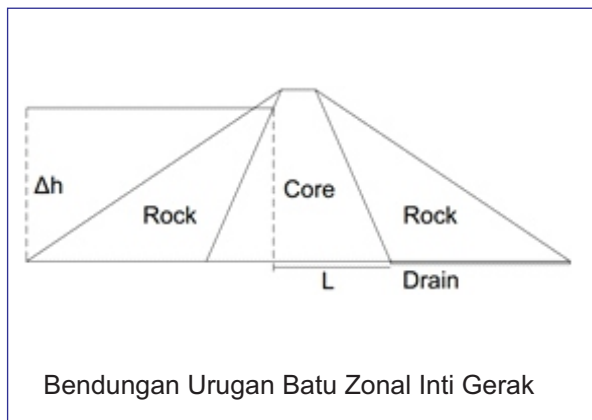 Δh
Core
Rock
Rock
L
Drain
Bendungan Urugan Batu Zonal Inti Gerak